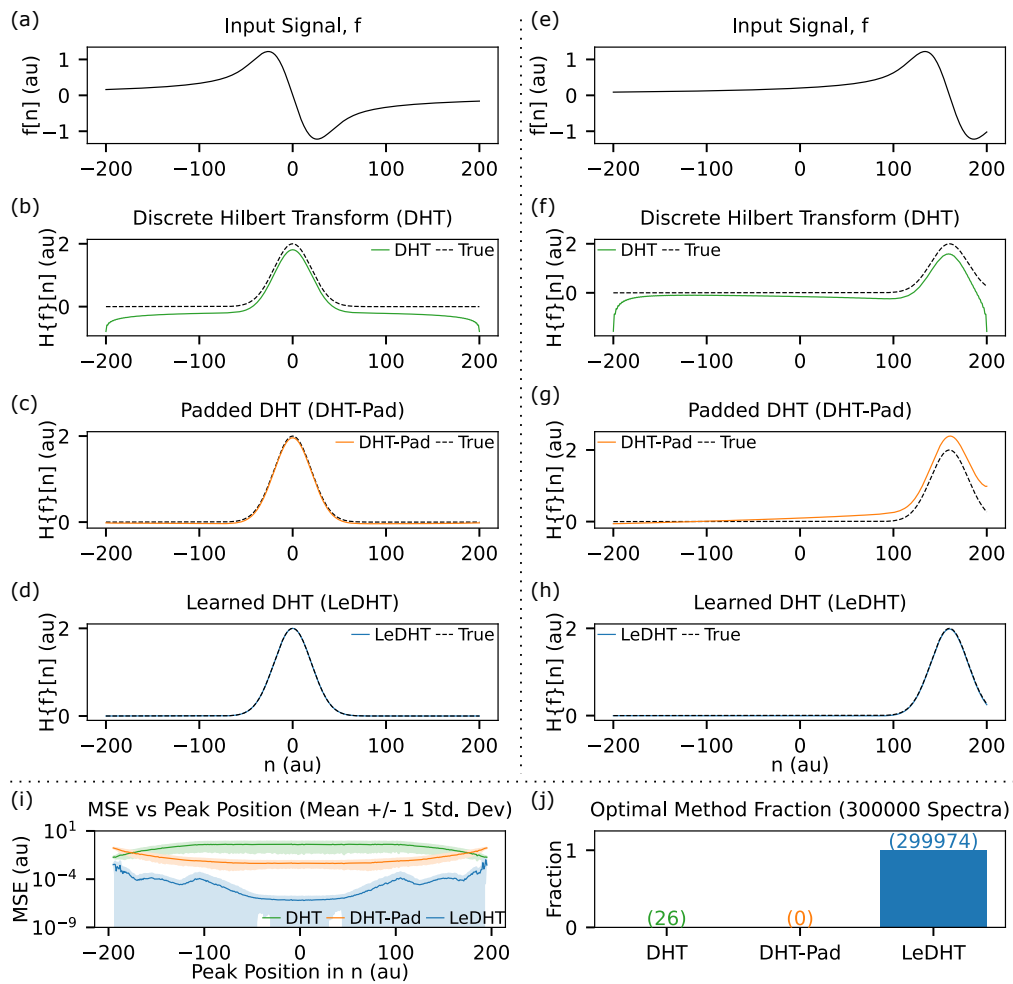 (a)
Input Signal, f
f[n] (au)
1
0
−1
−200
−100
0
100
200
(b)
Discrete Hilbert Transform (DHT)
H{f}[n] (au)
2
0
DHT
True
−200
−100
0
100
200
(c)
Padded DHT (DHT-Pad)
H{f}[n] (au)
2
0
DHT-Pad
True
−200
−100
0
100
200
(d)
Learned DHT (LeDHT)
H{f}[n] (au)
2
0
LeDHT
True
−200
−100
0
100
200
n (au)
(e)
Input Signal, f
f[n] (au)
1
0
−1
−200
−100
0
100
200
(f)
Discrete Hilbert Transform (DHT)
H{f}[n] (au)
2
0
DHT
True
−200
−100
0
100
200
(g)
Padded DHT (DHT-Pad)
H{f}[n] (au)
2
0
DHT-Pad
True
−200
−100
0
100
200
(h)
Learned DHT (LeDHT)
H{f}[n] (au)
2
0
LeDHT
True
−200
−100
0
100
200
n (au)
(i)
MSE vs Peak Position (Mean +/- 1 Std. Dev)
MSE (au)
10¹
10⁻⁴
10⁻⁹
DHT
DHT-Pad
LeDHT
−200
−100
0
100
200
Peak Position in n (au)
(j)
Optimal Method Fraction (300000 Spectra)
Fraction
1
0
(26)
(0)
(299974)
DHT
DHT-Pad
LeDHT